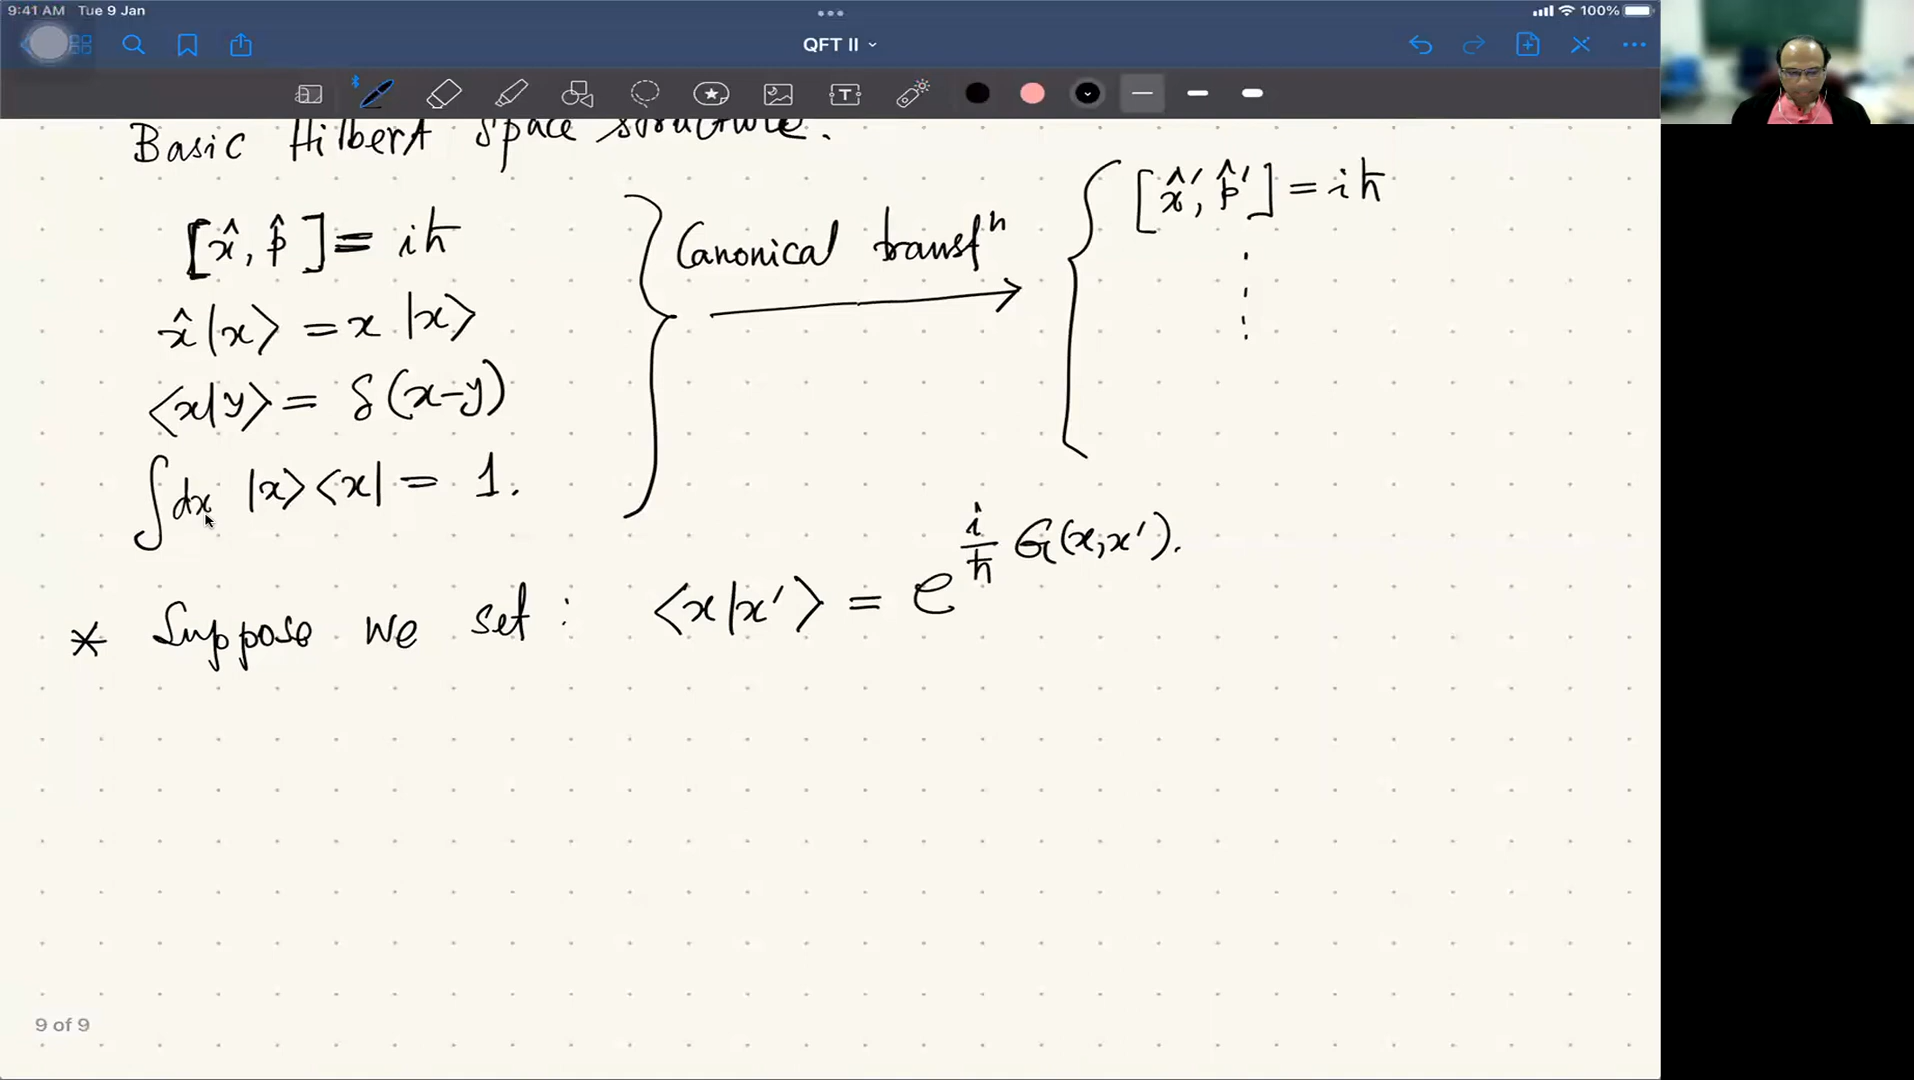 9:41 AM Tue 9 Jan
100%
QFT II
Basic Hilbert space structure.
[x̂, p̂] = iħ
x̂|x⟩ = x |x⟩
⟨x|y⟩ = δ(x-y)
∫dx |x⟩⟨x| = 1.
Canonical transfⁿ
[x̂′, p̂′] = iħ
* Suppose we set : ⟨x|x′⟩ = e^{i/ħ G(x,x′)}.
9 of 9